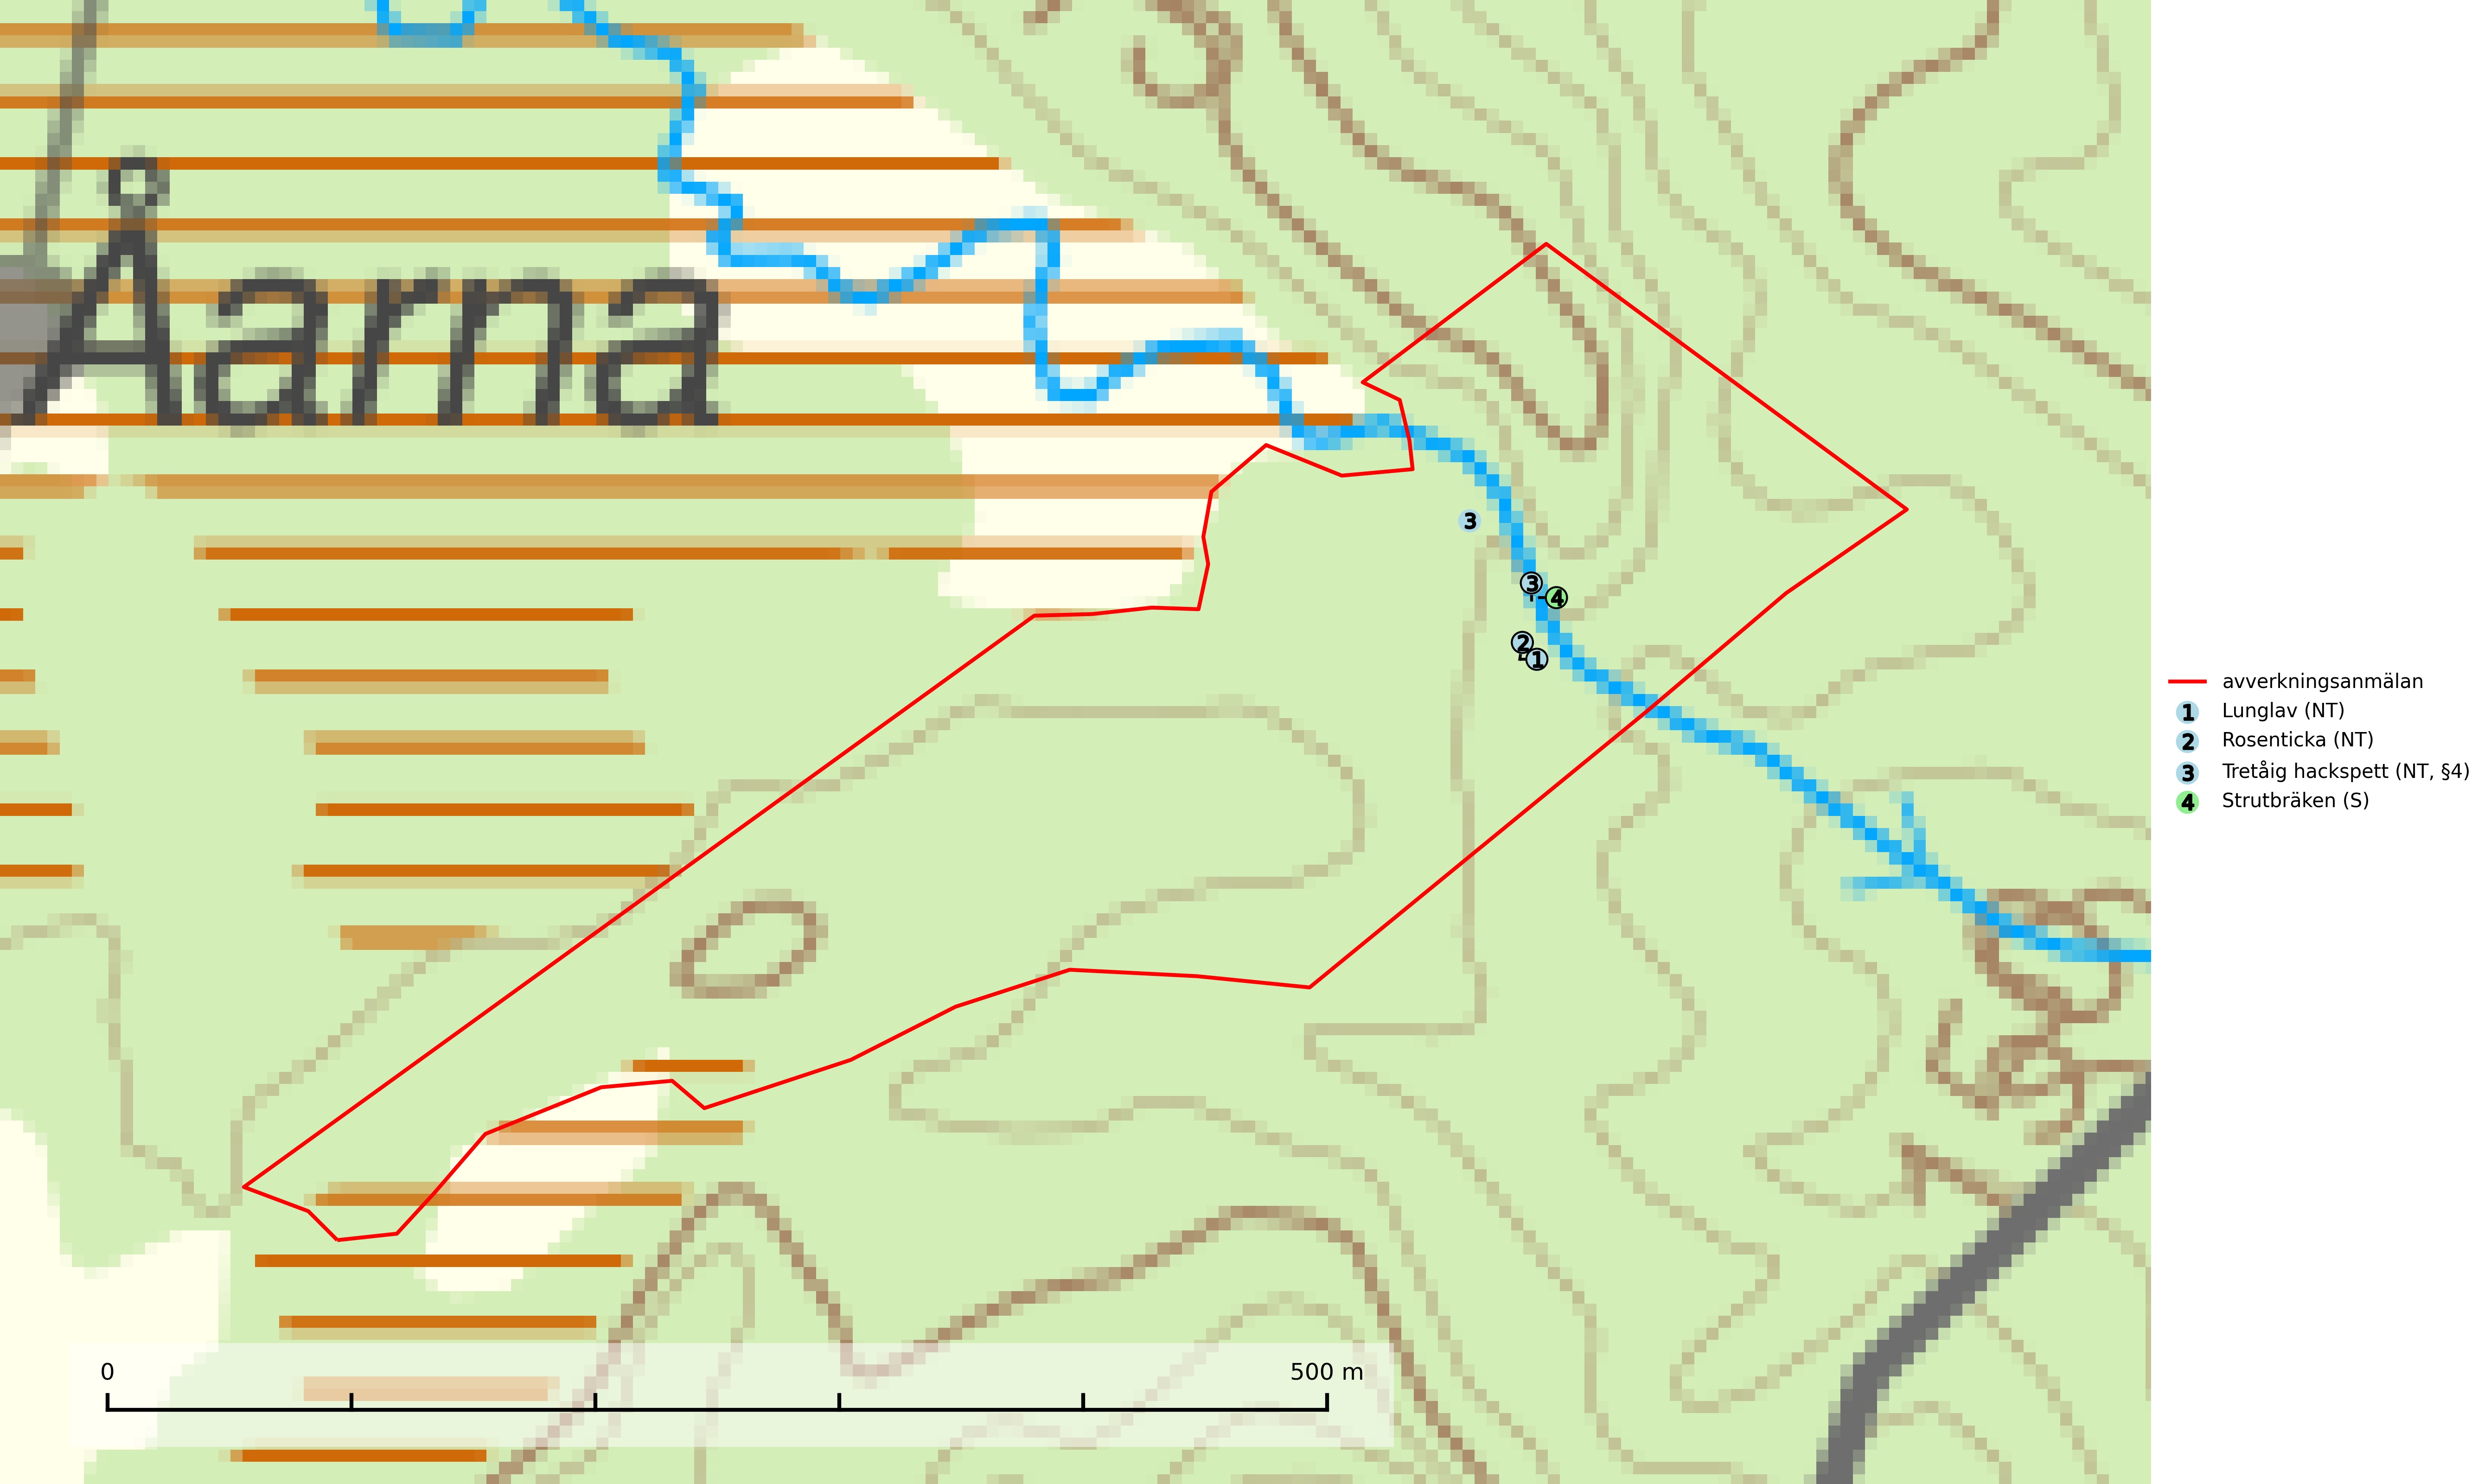 Åarna
3
3
4
2
1
0
500 m
avverkningsanmälan
1 Lunglav (NT)
2 Rosenticka (NT)
3 Tretåig hackspett (NT, §4)
4 Strutbräken (S)